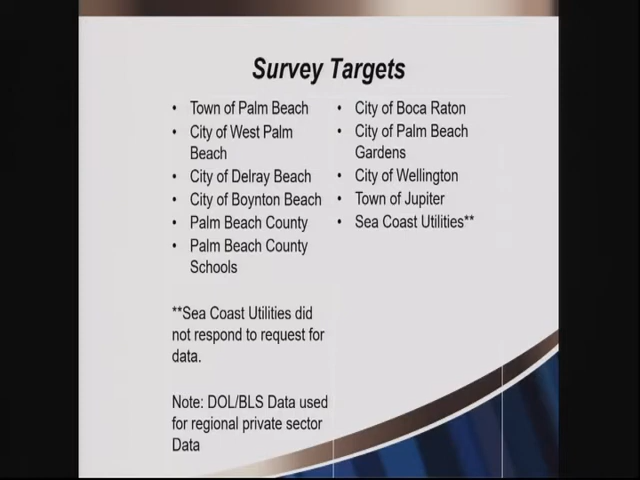 Survey Targets
• Town of Palm Beach
• City of West Palm
Beach
• City of Delray Beach
• City of Boynton Beach
• Palm Beach County
• Palm Beach County
Schools
**Sea Coast Utilities did
not respond to request for
data.
Note: DOL/BLS Data used
for regional private sector
Data
• City of Boca Raton
• City of Palm Beach
Gardens
• City of Wellington
• Town of Jupiter
• Sea Coast Utilities**